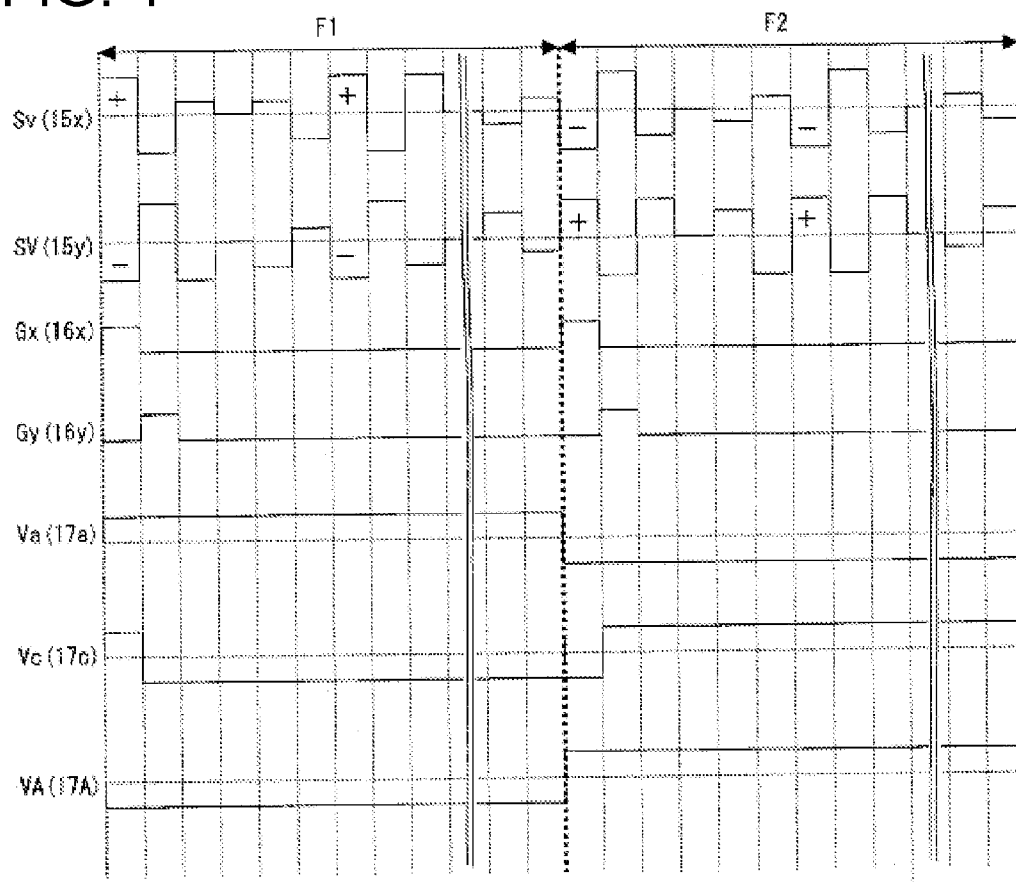 F1 F2
Sv(15x) + + - -
SV(15y) - - + +
Gx(16x)
Gy(16y)
Va(17a)
Vc(17c)
VA(17A)